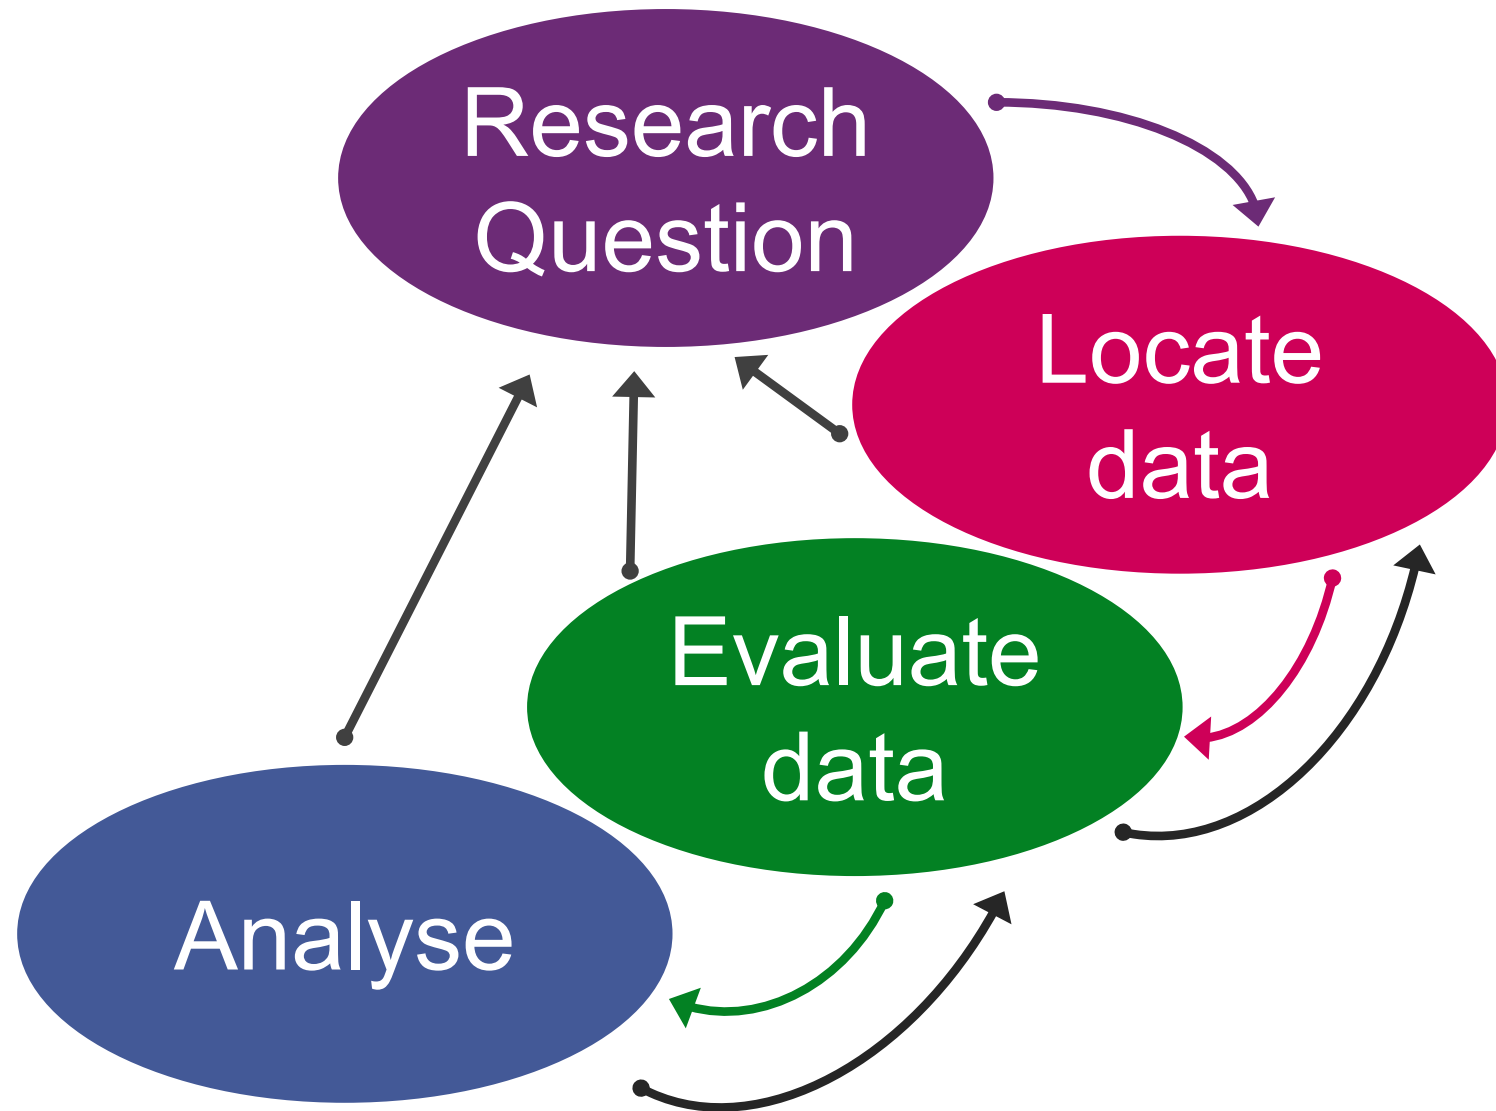 Research
Question
Locate
data
Evaluate
data
Analyse